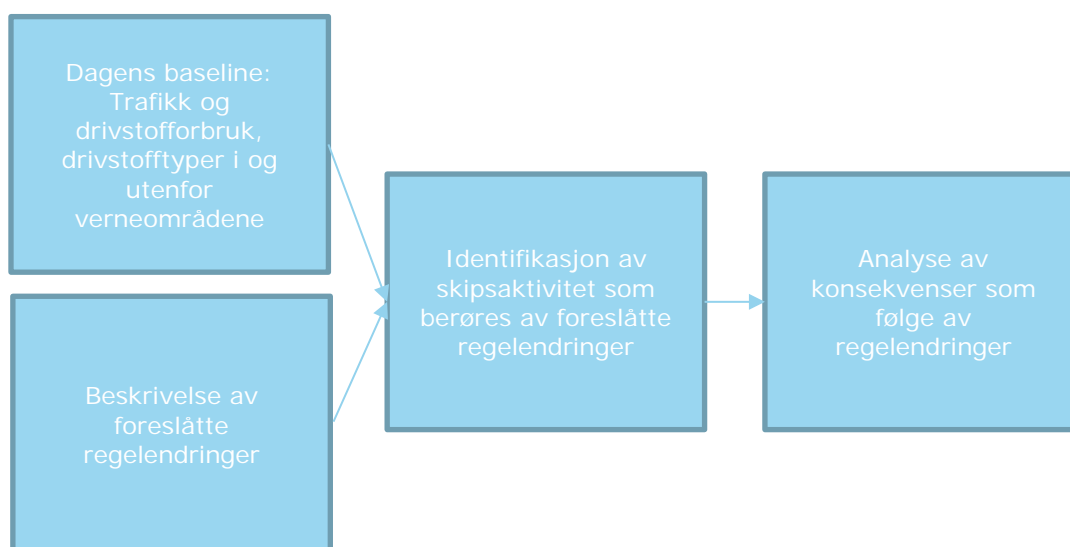 Dagens baseline:
Trafikk og
drivstofforbruk,
drivstofftyper i og
utenfor
verneområdene
Beskrivelse av
foreslåtte
regelendringer
Identifikasjon av
skipsaktivitet som
berøres av foreslåtte
regelendringer
Analyse av
konsekvenser som
følge av
regelendringer